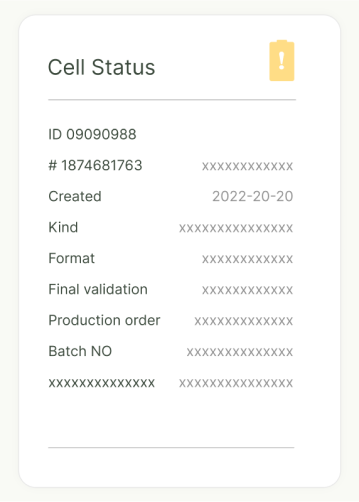 Cell Status
ID 09090988
# 1874681763 xxxxxxxxxxxx
Created 2022-20-20
Kind xxxxxxxxxxxxxxx
Format xxxxxxxxxxxx
Final validation xxxxxxxxxxxx
Production order xxxxxxxxxxxxx
Batch NO xxxxxxxxxxxxxx
xxxxxxxxxxxxxx xxxxxxxxxxxxxxx